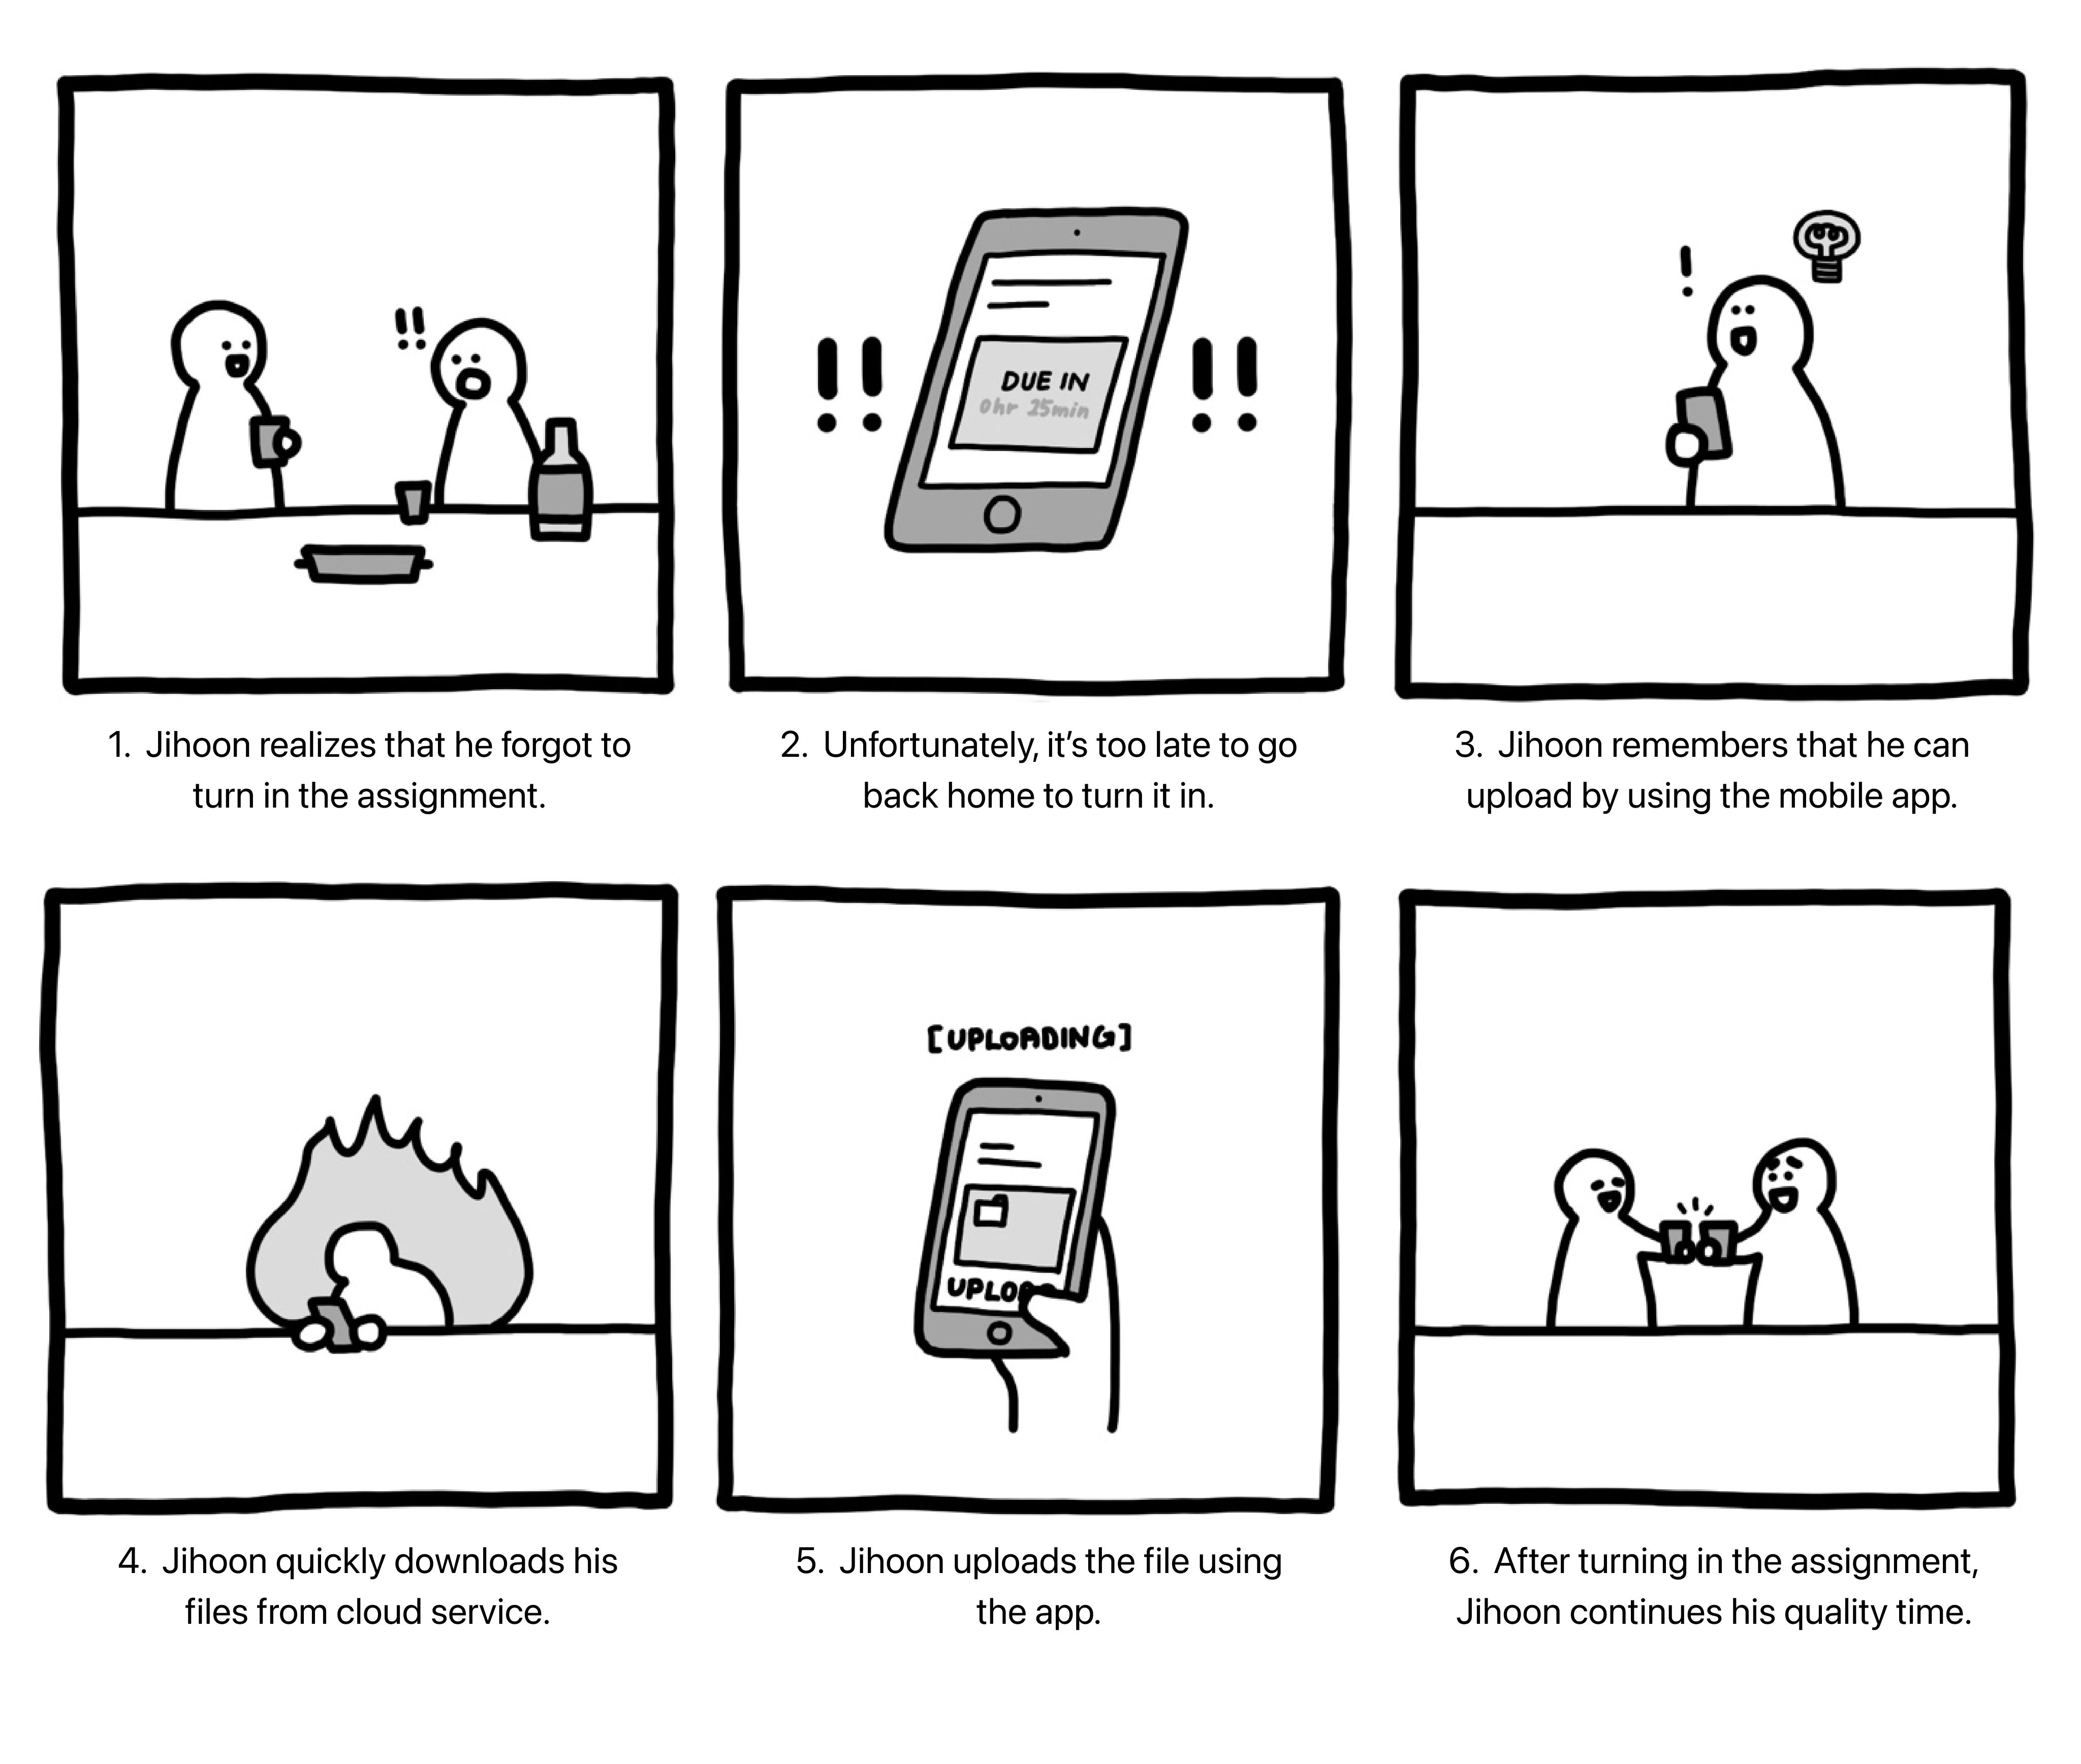 !!
1. Jihoon realizes that he forgot to
turn in the assignment.
!! !!
DUE IN
0hr 25min
2. Unfortunately, it’s too late to go
back home to turn it in.
!
3. Jihoon remembers that he can
upload by using the mobile app.
4. Jihoon quickly downloads his
files from cloud service.
[UPLOADING]
UPLO
5. Jihoon uploads the file using
the app.
6. After turning in the assignment,
Jihoon continues his quality time.